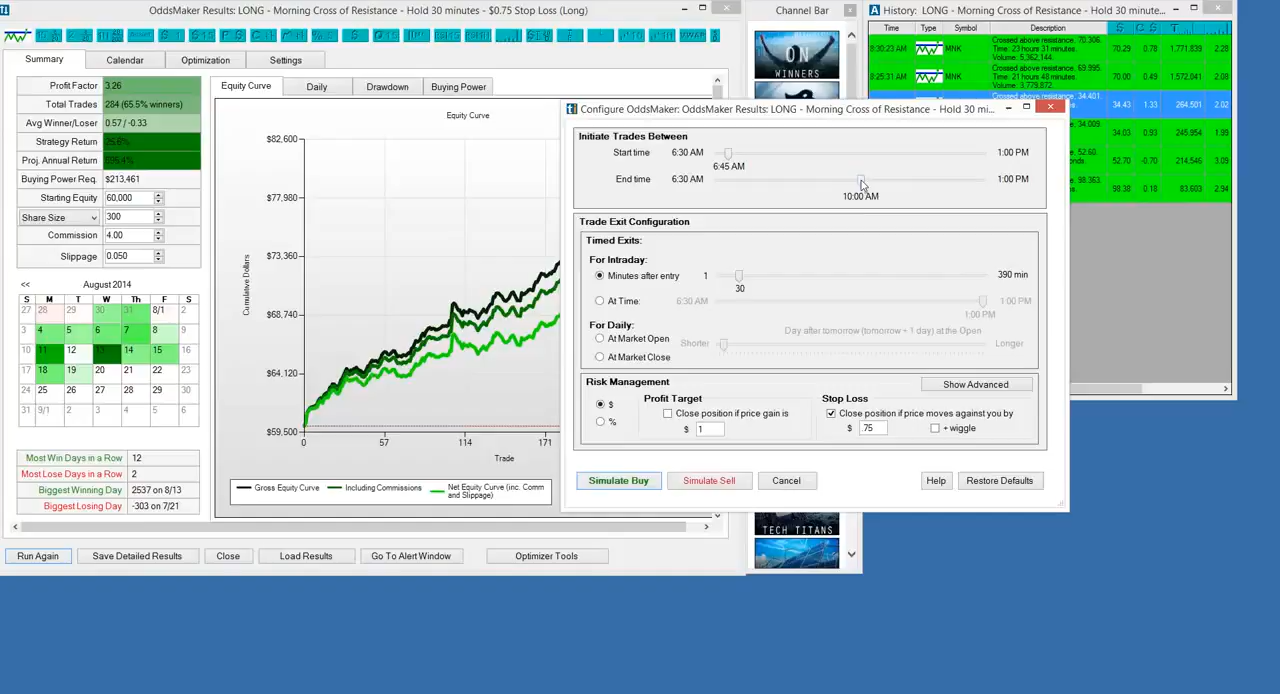 OddsMaker Results: LONG - Morning Cross of Resistance - Hold 30 minutes - $0.75 Stop Loss (Long)
Summary
Calendar
Optimization
Settings
Profit Factor 3.26
Total Trades 284 (65.5% winners)
Avg Winner/Loser 0.57 / -0.33
Strategy Return
Proj. Annual Return
Buying Power Req. $213,461
Starting Equity 60,000
Share Size 300
Commission 4.00
Slippage 0.050
<< August 2014
S M T W Th F S
27 28 29 30 31 8/1 2
3 4 5 6 7 8 9
10 11 12 13 14 15 16
17 18 19 20 21 22 23
24 25 26 27 28 29 30
31 9/1 2 3 4 5 6
Most Win Days in a Row 12
Most Lose Days in a Row 2
Biggest Winning Day 2537 on 8/13
Biggest Losing Day -303 on 7/21
Equity Curve
Daily
Drawdown
Buying Power
Equity Curve
Cumulative Dollars
$82,600
$77,980
$73,360
$68,740
$64,120
$59,500
0 57 114 171
Trade
Gross Equity Curve
Including Commissions
Net Equity Curve (inc. Comm and Slippage)
Run Again
Save Detailed Results
Close
Load Results
Go To Alert Window
Optimizer Tools
Channel Bar
ON
WINNERS
TECH TITANS
History: LONG - Morning Cross of Resistance - Hold 30 minute...
Time Type Symbol Description
8:30:23 AM MNK Crossed above resistance, 70.306.
Time: 23 hours 31 minutes.
Volume: 5,362,144.
70.29 0.78 1,771,839 2.28
8:25:31 AM MNK Crossed above resistance, 69.995.
Time: 21 hours 48 minutes.
Volume: 3,779,872.
70.00 0.49 1,572,041 2.08
Crossed above resistance, 34.401.
34.43 1.33 264,501 2.02
34.009.
34.03 0.93 245,954 1.99
52.60.
52.70 -0.70 214,546 3.09
98.363.
98.38 0.18 83,603 2.94
Configure OddsMaker: OddsMaker Results: LONG - Morning Cross of Resistance - Hold 30 mi...
Initiate Trades Between
Start time 6:30 AM 1:00 PM
6:45 AM
End time 6:30 AM 1:00 PM
10:00 AM
Trade Exit Configuration
Timed Exits:
For Intraday:
Minutes after entry 1 390 min
30
At Time: 6:30 AM 1:00 PM
1:00 PM
For Daily:
Day after tomorrow (tomorrow + 1 day) at the Open
At Market Open Shorter Longer
At Market Close
Risk Management
Show Advanced
Profit Target
Stop Loss
$
Close position if price gain is
Close position if price moves against you by
%
$ 1
$ .75
+ wiggle
Simulate Buy
Simulate Sell
Cancel
Help
Restore Defaults